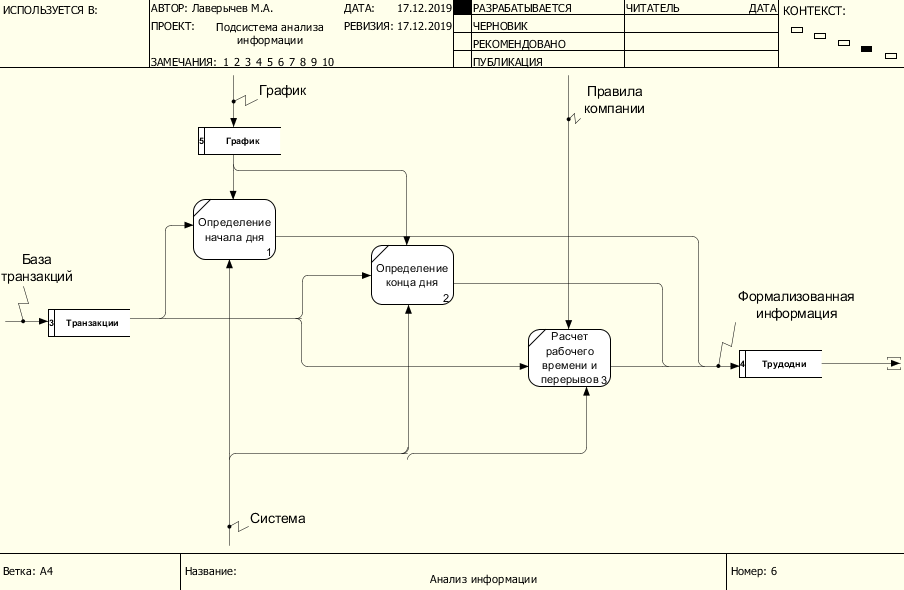 ИСПОЛЬЗУЕТСЯ В:
АВТОР: Лаверычев М.А.
ДАТА: 17.12.2019
РАЗРАБАТЫВАЕТСЯ
ЧИТАТЕЛЬ
ДАТА
КОНТЕКСТ:
ПРОЕКТ: Подсистема анализа
информации
РЕВИЗИЯ: 17.12.2019
ЧЕРНОВИК
РЕКОМЕНДОВАНО
ЗАМЕЧАНИЯ: 1 2 3 4 5 6 7 8 9 10
ПУБЛИКАЦИЯ
График
Правила
компании
5 График
Определение
начала дня
1
База
транзакций
Определение
конца дня
2
3 Транзакции
Формализованная
информация
Расчет
рабочего
времени и
перерывов 3
4 Трудодни
Система
Ветка: A4
Название:
Анализ информации
Номер: 6